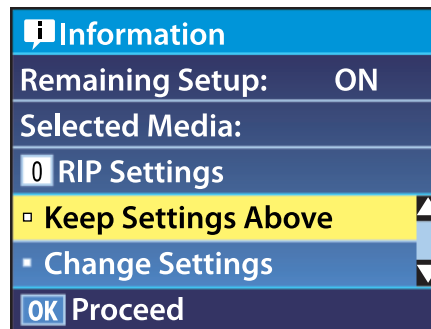 Information
Remaining Setup: ON
Selected Media:
0 RIP Settings
Keep Settings Above
Change Settings
OK Proceed